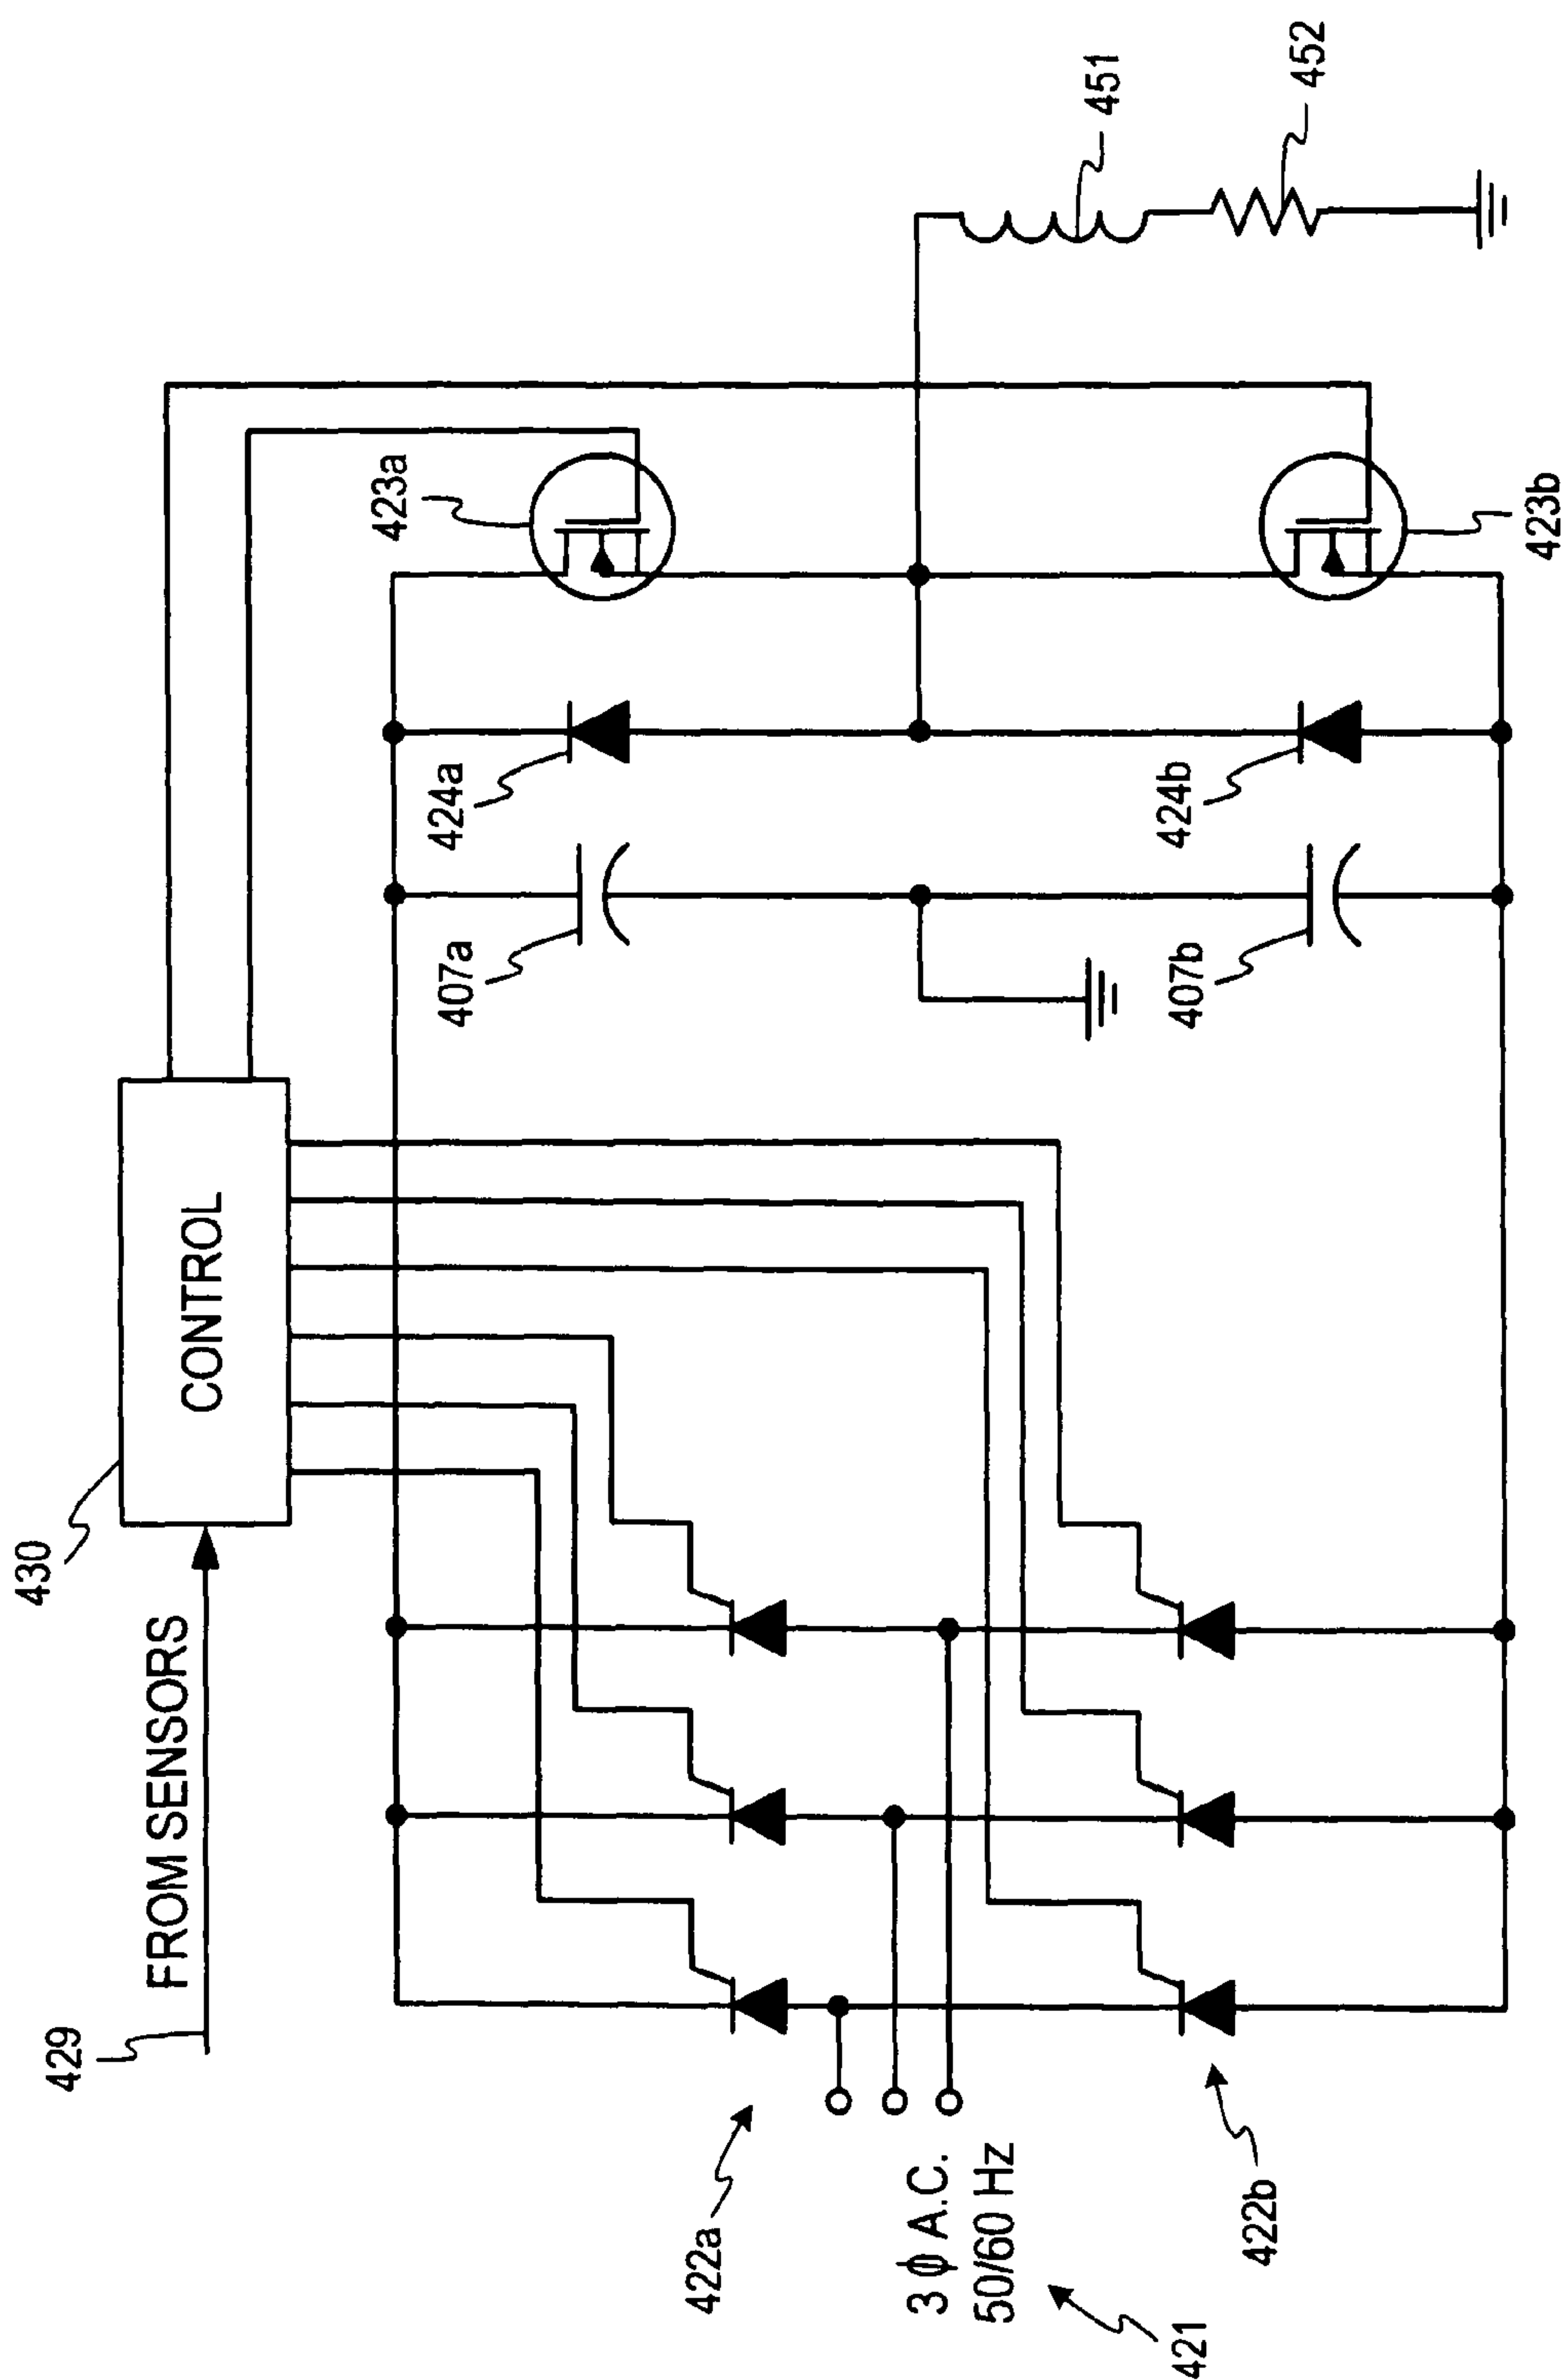 430
CONTROL
429
FROM SENSORS
423a
424a
407a
451
452
422a
3 ϕ A.C.
50/60 Hz
421
422b
407b
424b
423b